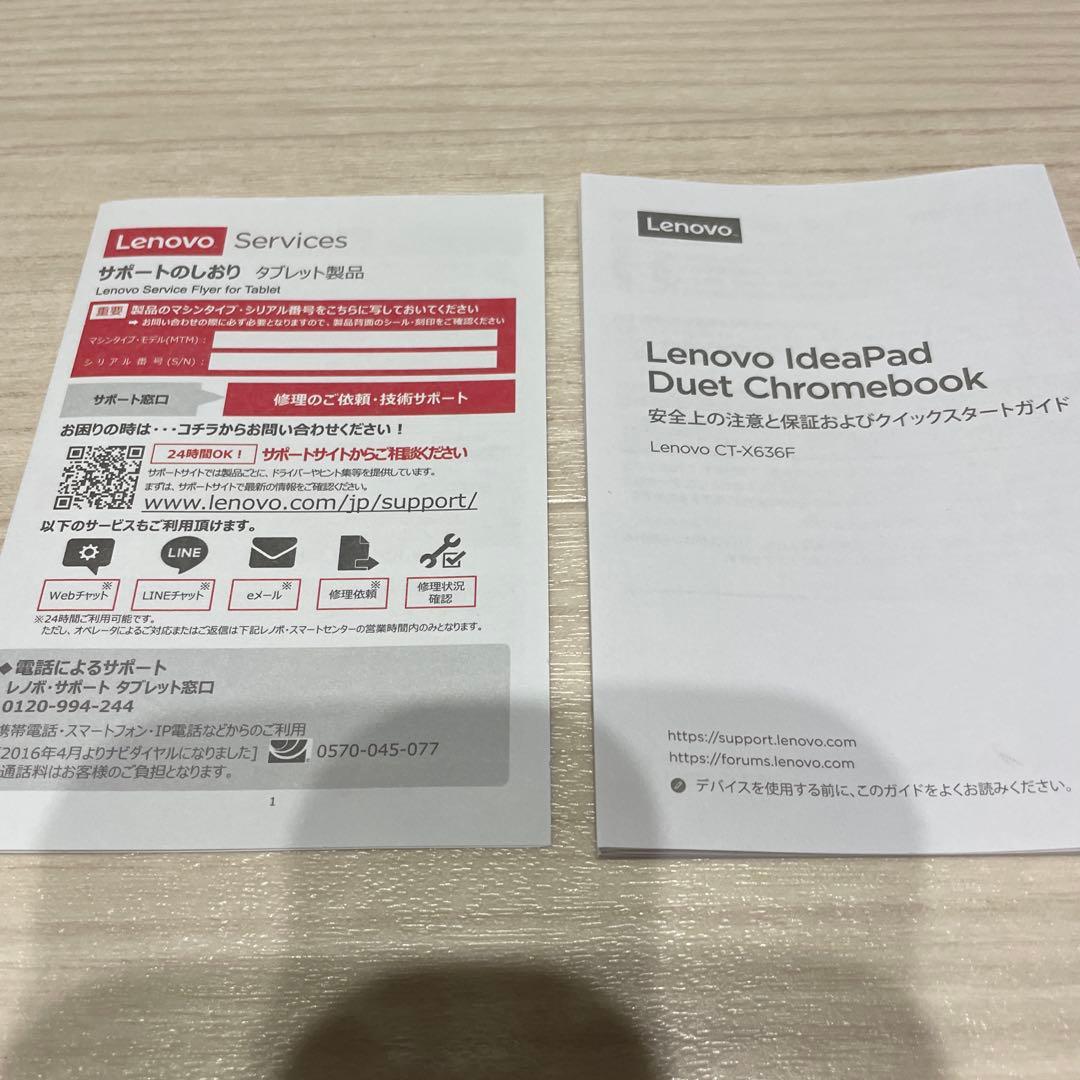 Lenovo Services
サポートのしおり タブレット製品
Lenovo Service Flyer for Tablet
重要 製品のマシンタイプ・シリアル番号をこちらに写しておいてください
➡ お問い合わせの際に必ず必要となりますので、製品背面のシール・刻印をご確認ください
マシンタイプ・モデル(MTM)：
シリアル番号(S/N)：
サポート窓口 修理のご依頼・技術サポート
お困りの時は・・・コチラからお問い合わせください！
24時間OK！ サポートサイトからご相談ください
サポートサイトでは製品ごとに、ドライバーやヒント集等を提供しています。
まずは、サポートサイトで最新の情報をご確認ください。
www.lenovo.com/jp/support/
以下のサービスもご利用頂けます。
LINE
Webチャット※ LINEチャット※ eメール※ 修理依頼※ 修理状況
確認
※24時間ご利用可能です。
ただし、オペレータによるご対応またはご返信は下記レノボ・スマートセンターの営業時間内のみとなります。
◆電話によるサポート
レノボ・サポート タブレット窓口
0120-994-244
携帯電話・スマートフォン・IP電話などからのご利用
[2016年4月よりナビダイヤルになりました] 0570-045-077
通話料はお客様のご負担となります。
1
Lenovo
Lenovo IdeaPad
Duet Chromebook
安全上の注意と保証およびクイックスタートガイド
Lenovo CT-X636F
https://support.lenovo.com
https://forums.lenovo.com
デバイスを使用する前に、このガイドをよくお読みください。